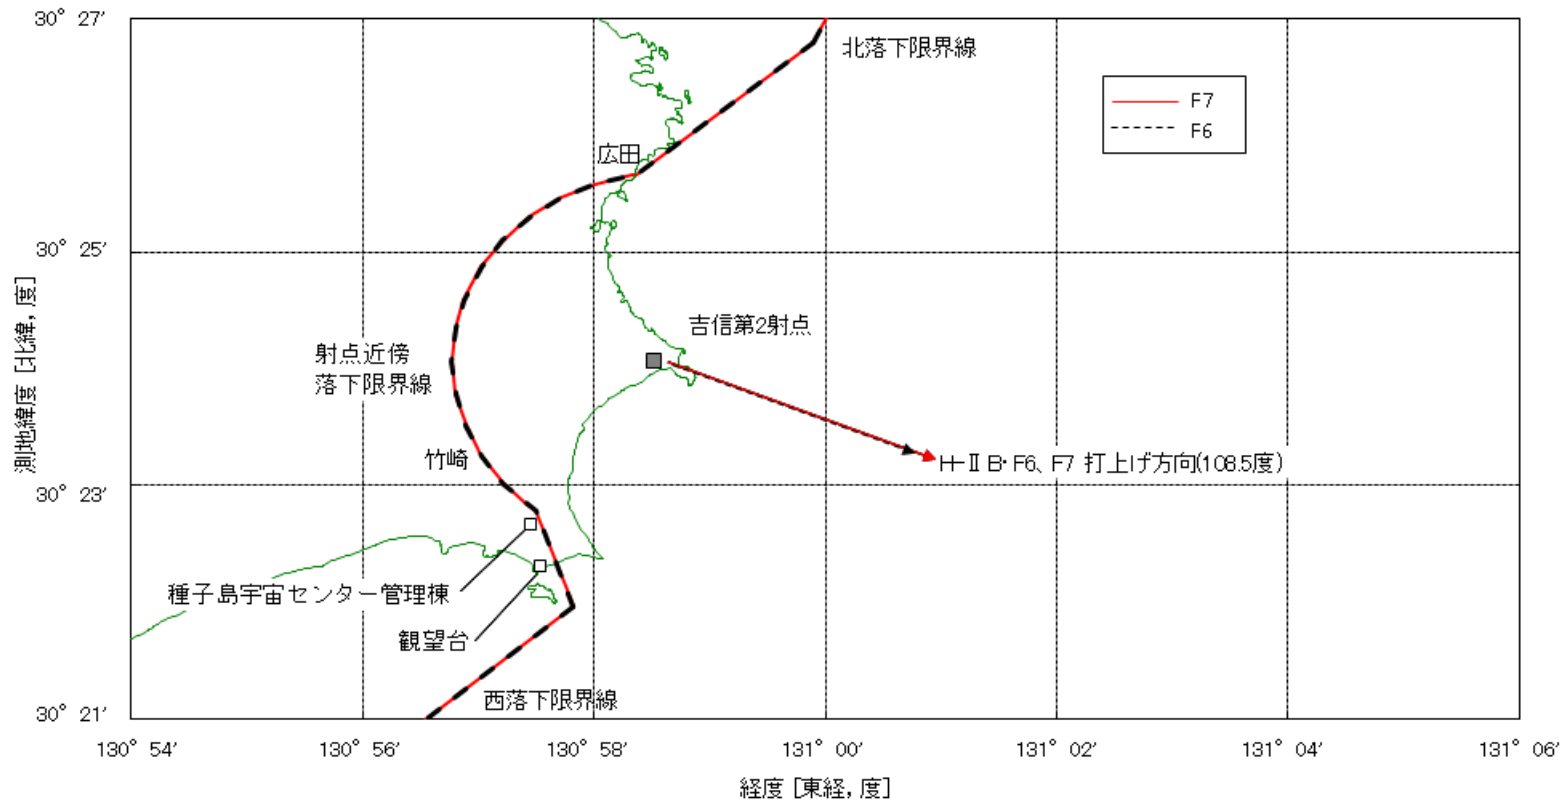 30° 27′
北落下限界線
F7
F6
広田
30° 25′
吉信第2射点
射点近傍
落下限界線
測地緯度 [北緯, 度]
竹崎
H-Ⅱ B・F6、F7 打上げ方向(108.5度)
30° 23′
種子島宇宙センター管理棟
観望台
西落下限界線
30° 21′
130° 54′
130° 56′
130° 58′
131° 00′
131° 02′
131° 04′
131° 06′
経度 [東経, 度]